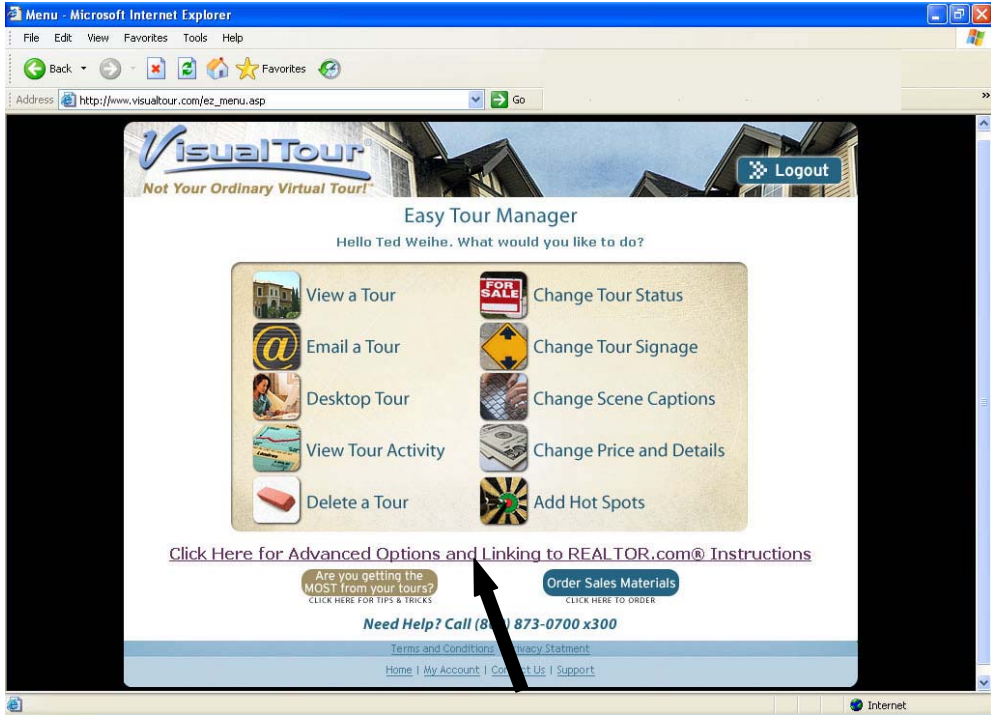 Menu - Microsoft Internet Explorer
File Edit View Favorites Tools Help
Back Favorites
Address http://www.visualtour.com/ez_menu.asp Go »
VisualTour®
Not Your Ordinary Virtual Tour!
Logout
Easy Tour Manager
Hello Ted Weihe. What would you like to do?
View a Tour
FOR SALE
Change Tour Status
@
Email a Tour
Change Tour Signage
Desktop Tour
Change Scene Captions
View Tour Activity
Change Price and Details
Delete a Tour
Add Hot Spots
Click Here for Advanced Options and Linking to REALTOR.com® Instructions
Are you getting the
MOST from your tours?
CLICK HERE FOR TIPS & TRICKS
Order Sales Materials
CLICK HERE TO ORDER
Need Help? Call 873-0700 x300
Terms and Conditions Statment
Home | My Account | Us | Support
Internet